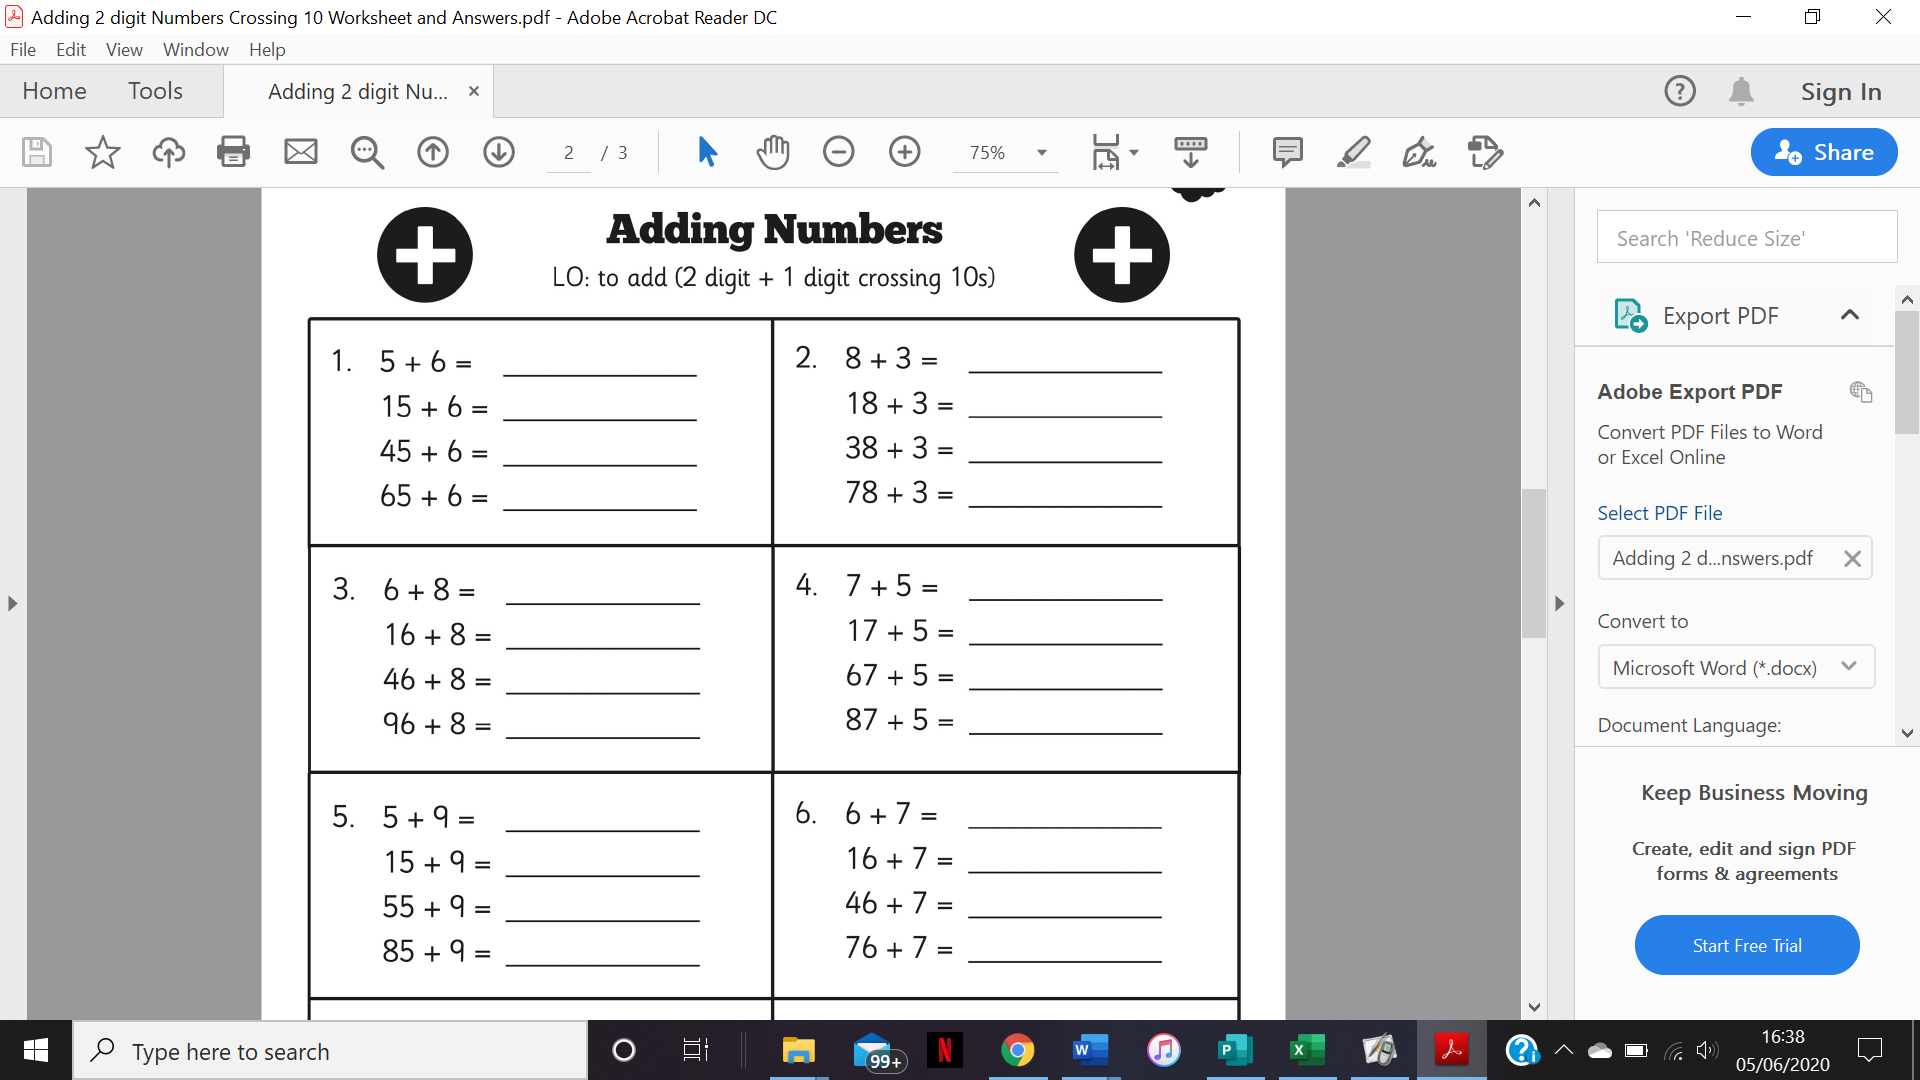 Adding 2 digit Numbers Crossing 10 Worksheet and Answers.pdf - Adobe Acrobat Reader DC
File Edit View Window Help
Home Tools Adding 2 digit Nu... × ? Sign In
2 / 3 75% Share
Adding Numbers
LO: to add (2 digit + 1 digit crossing 10s)
1. 5 + 6 =
15 + 6 =
45 + 6 =
65 + 6 =
2. 8 + 3 =
18 + 3 =
38 + 3 =
78 + 3 =
3. 6 + 8 =
16 + 8 =
46 + 8 =
96 + 8 =
4. 7 + 5 =
17 + 5 =
67 + 5 =
87 + 5 =
5. 5 + 9 =
15 + 9 =
55 + 9 =
85 + 9 =
6. 6 + 7 =
16 + 7 =
46 + 7 =
76 + 7 =
Search 'Reduce Size'
Export PDF
Adobe Export PDF
Convert PDF Files to Word
or Excel Online
Select PDF File
Adding 2 d...nswers.pdf
Convert to
Microsoft Word (*.docx)
Document Language:
Keep Business Moving
Create, edit and sign PDF
forms & agreements
Start Free Trial
Type here to search
99+
N
W
P
X
?
16:38
05/06/2020